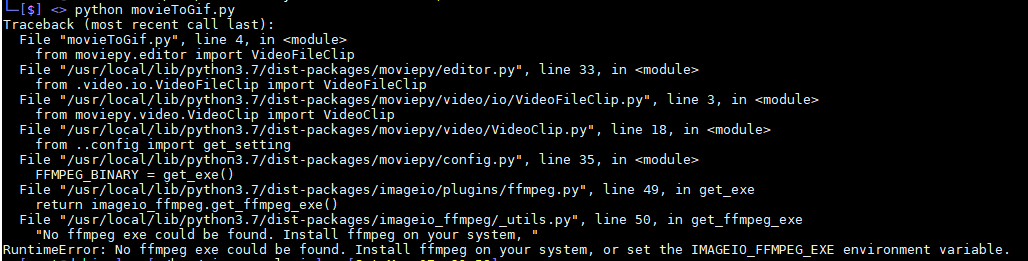 └─[$] <> python movieToGif.py
Traceback (most recent call last):
  File "movieToGif.py", line 4, in <module>
    from moviepy.editor import VideoFileClip
  File "/usr/local/lib/python3.7/dist-packages/moviepy/editor.py", line 33, in <module>
    from .video.io.VideoFileClip import VideoFileClip
  File "/usr/local/lib/python3.7/dist-packages/moviepy/video/io/VideoFileClip.py", line 3, in <module>
    from moviepy.video.VideoClip import VideoClip
  File "/usr/local/lib/python3.7/dist-packages/moviepy/video/VideoClip.py", line 18, in <module>
    from ..config import get_setting
  File "/usr/local/lib/python3.7/dist-packages/moviepy/config.py", line 35, in <module>
    FFMPEG_BINARY = get_exe()
  File "/usr/local/lib/python3.7/dist-packages/imageio/plugins/ffmpeg.py", line 49, in get_exe
    return imageio_ffmpeg.get_ffmpeg_exe()
  File "/usr/local/lib/python3.7/dist-packages/imageio_ffmpeg/_utils.py", line 50, in get_ffmpeg_exe
    "No ffmpeg exe could be found. Install ffmpeg on your system, "
RuntimeError: No ffmpeg exe could be found. Install ffmpeg on your system, or set the IMAGEIO_FFMPEG_EXE environment variable.